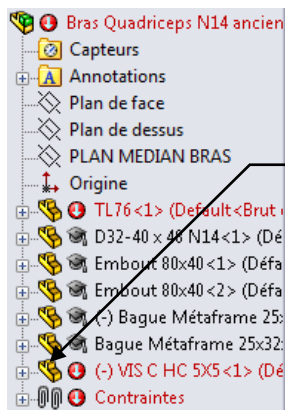 Bras Quadriceps N14 ancien
Capteurs
Annotations
Plan de face
Plan de dessus
PLAN MEDIAN BRAS
Origine
TL76<1> (Default<Brut
D32-40 x 48 N14<1> (Dé
Embout 80x40<1> (Défa
Embout 80x40<2> (Défa
(-) Bague Métaframe 25:
Bague Métaframe 25x32:
(-) VIS C HC 5X5<1> (Dé
Contraintes